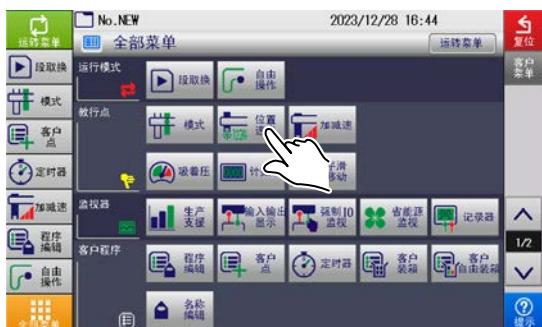 No.NEW 2023/12/28 16:44
全部菜单 运转菜单
运转菜单
段取换
模式
客户点
定时器
加减速
程序编辑
自由操作
全部菜单
运行模式
段取换
自由操作
教行点
模式
位置
加减速
吸着压
移动
监视器
生产支援
输入输出显示
强制IO监视
省能源监视
记录器
客户程序
程序编辑
客户点
定时器
客户装箱
客户自由装箱
名称编辑
复位
客户菜单
1/2
提示